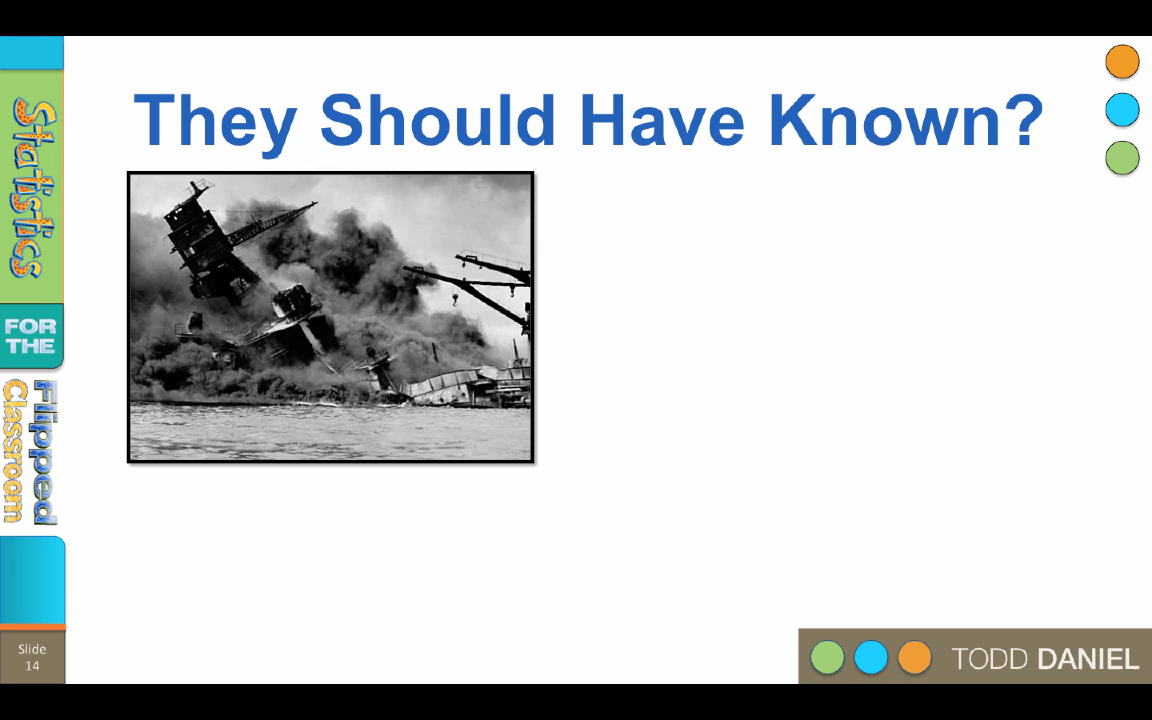 They Should Have Known?
Statistics
FOR
THE
Flipped
Classroom
Slide
14
TODD DANIEL